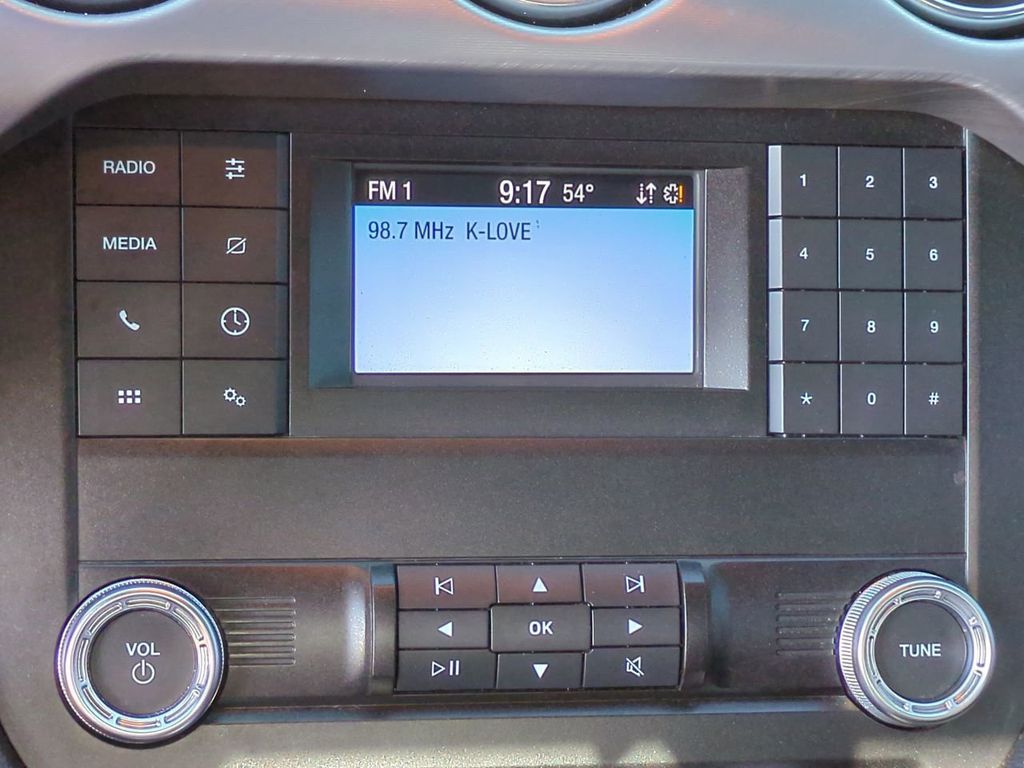 FM 1 9:17 54°
98.7 MHz K-LOVE
RADIO
MEDIA
1 2 3
4 5 6
7 8 9
* 0 #
VOL
OK
TUNE